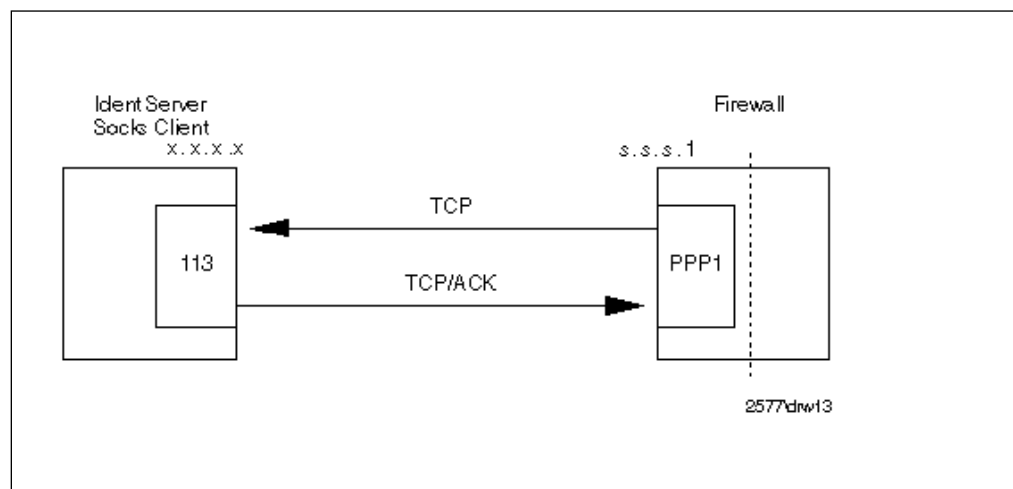 Ident Server
Socks Client
x.x.x.x
Firewall
s.s.s.1
TCP
113
PPP1
TCP/ACK
2577\drw13